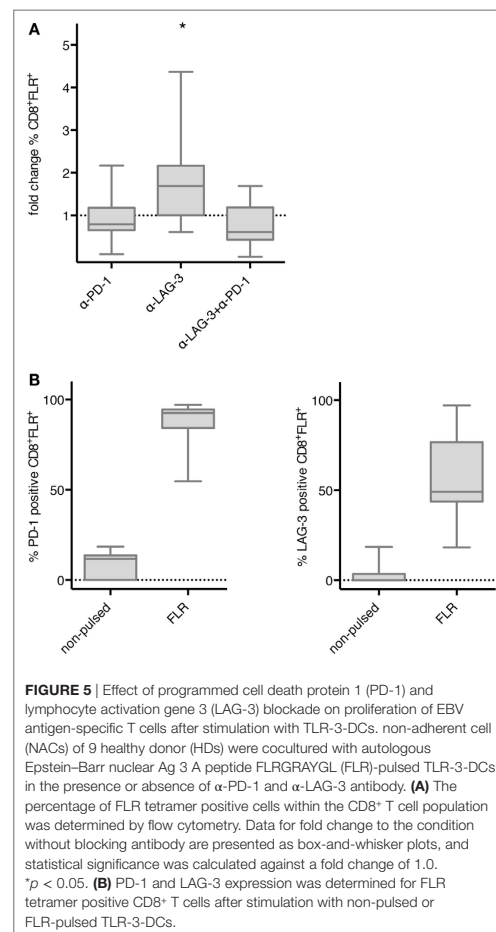 A
*
5
4
3
2
1
fold change % CD8⁺FLR⁺
α-PD-1
α-LAG-3
α-LAG-3+α-PD-1
B
100
50
0
% PD-1 positive CD8⁺FLR⁺
non-pulsed
FLR
100
50
0
% LAG-3 positive CD8⁺FLR⁺
non-pulsed
FLR
FIGURE 5 | Effect of programmed cell death protein 1 (PD-1) and
lymphocyte activation gene 3 (LAG-3) blockade on proliferation of EBV
antigen-specific T cells after stimulation with TLR-3-DCs. non-adherent cell
(NACs) of 9 healthy donor (HDs) were cocultured with autologous
Epstein–Barr nuclear Ag 3 A peptide FLRGRAYGL (FLR)-pulsed TLR-3-DCs
in the presence or absence of α-PD-1 and α-LAG-3 antibody. (A) The
percentage of FLR tetramer positive cells within the CD8⁺ T cell population
was determined by flow cytometry. Data for fold change to the condition
without blocking antibody are presented as box-and-whisker plots, and
statistical significance was calculated against a fold change of 1.0.
*p < 0.05. (B) PD-1 and LAG-3 expression was determined for FLR
tetramer positive CD8⁺ T cells after stimulation with non-pulsed or
FLR-pulsed TLR-3-DCs.